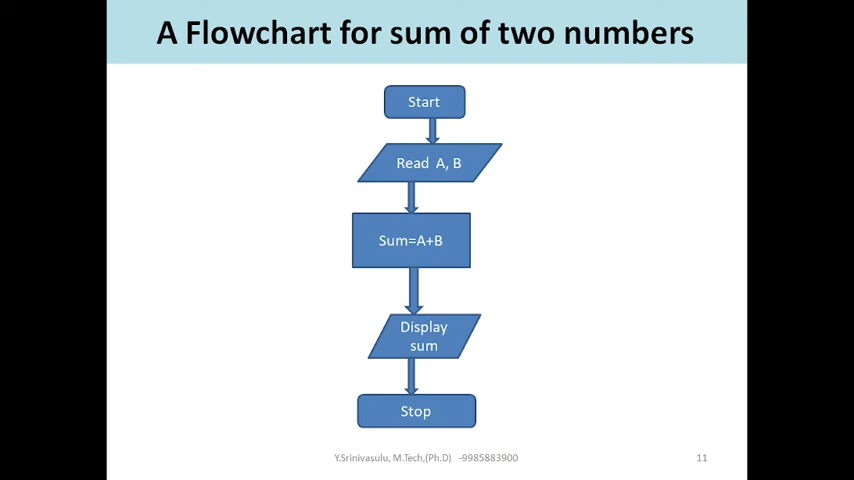 A Flowchart for sum of two numbers
Start
Read A, B
Sum=A+B
Display
sum
Stop
Y.Srinivasulu, M.Tech,(Ph.D) -9985883900
11